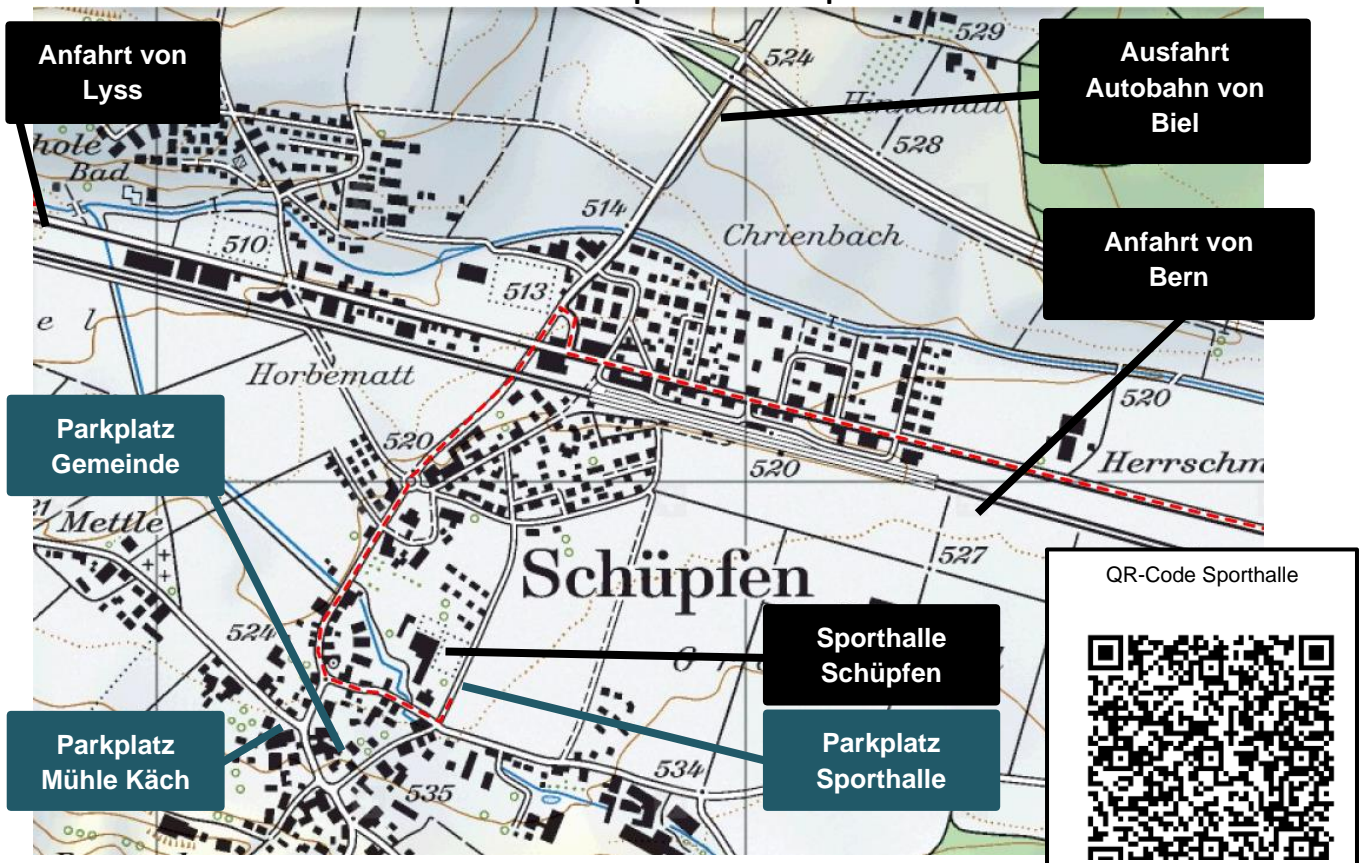 Anfahrt von
Lyss
Ausfahrt
Autobahn von
Biel
Anfahrt von
Bern
529
524
Hinnematt
528
hole
Bad
514
Chrienbach
510
513
e l
Horbematt
520
Parkplatz
Gemeinde
520
520
Herrschm
Mettle
527
Schüpfen
QR-Code Sporthalle
524
Sporthalle
Schüpfen
Parkplatz
Mühle Käch
Parkplatz
Sporthalle
534
535